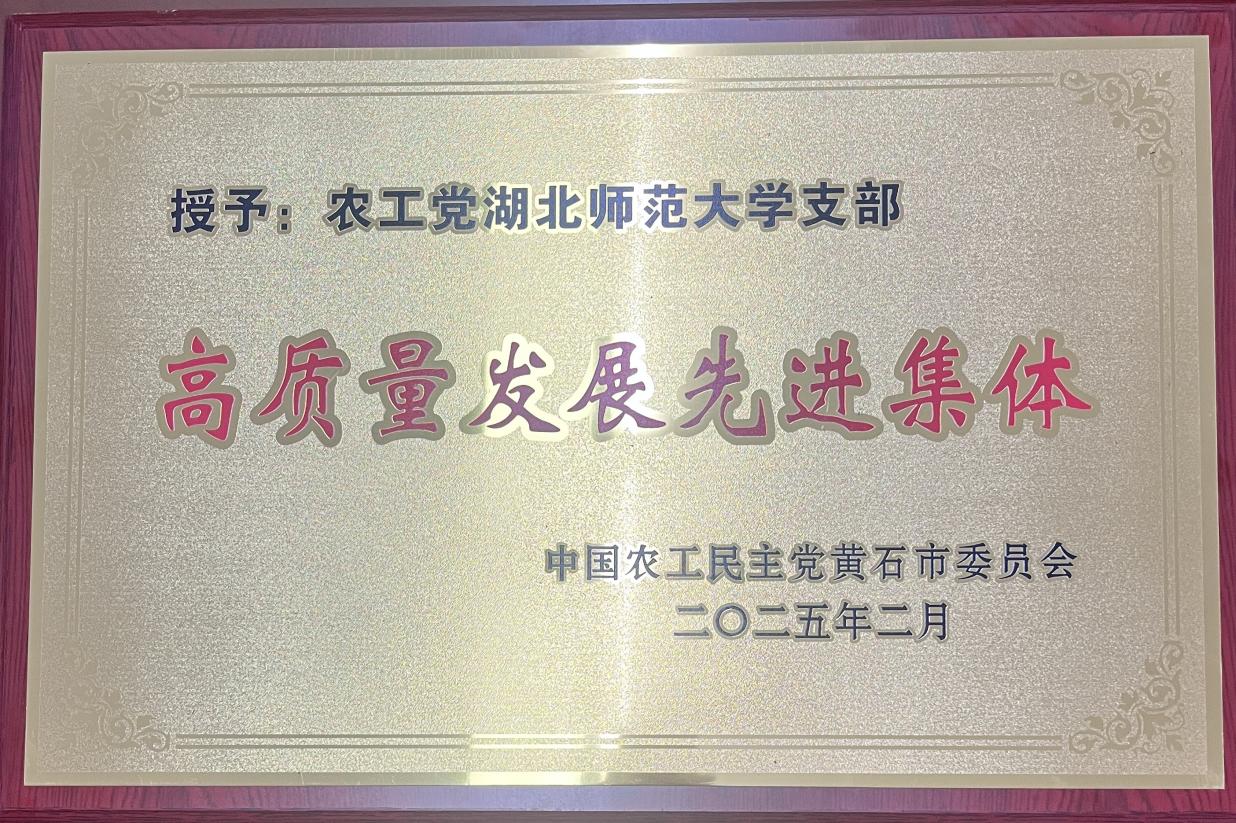 授予：农工党湖北师范大学支部
高质量发展先进集体
中国农工民主党黄石市委员会
二〇二五年二月